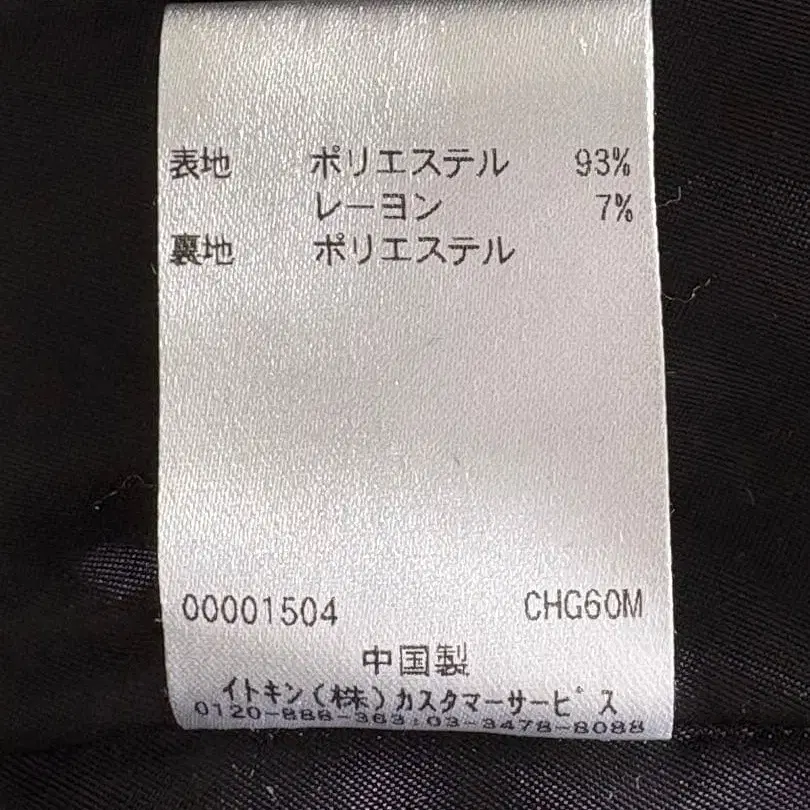 表地 ポリエステル 93%
レーヨン 7%
裏地 ポリエステル
00001504 CHG60M
中国製
イトキン(株)カスタマーサービス
0120-888-363:03-3478-8088